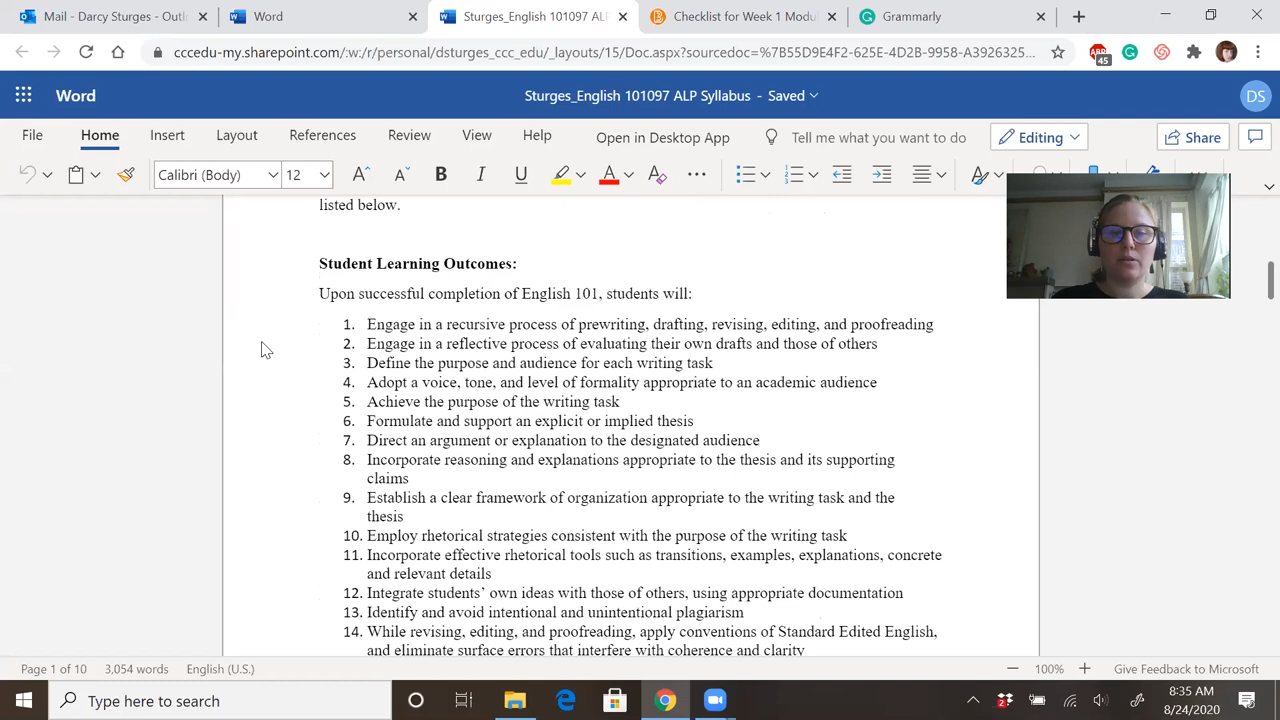 Mail - Darcy Sturges - Outl
Word
Sturges_English 101097 ALP
Checklist for Week 1 Modu
Grammarly
cccedu-my.sharepoint.com/:w:/r/personal/dsturges_ccc_edu/_layouts/15/Doc.aspx?sourcedoc=%7B55D9E4F2-625E-4D2B-9958-A3926325...
45
Word
Sturges_English 101097 ALP Syllabus - Saved
DS
File Home Insert Layout References Review View Help Open in Desktop App Tell me what you want to do Editing Share
Calibri (Body) 12 B I U A
listed below.
Student Learning Outcomes:
Upon successful completion of English 101, students will:
1. Engage in a recursive process of prewriting, drafting, revising, editing, and proofreading
2. Engage in a reflective process of evaluating their own drafts and those of others
3. Define the purpose and audience for each writing task
4. Adopt a voice, tone, and level of formality appropriate to an academic audience
5. Achieve the purpose of the writing task
6. Formulate and support an explicit or implied thesis
7. Direct an argument or explanation to the designated audience
8. Incorporate reasoning and explanations appropriate to the thesis and its supporting
claims
9. Establish a clear framework of organization appropriate to the writing task and the
thesis
10. Employ rhetorical strategies consistent with the purpose of the writing task
11. Incorporate effective rhetorical tools such as transitions, examples, explanations, concrete
and relevant details
12. Integrate students' own ideas with those of others, using appropriate documentation
13. Identify and avoid intentional and unintentional plagiarism
14. While revising, editing, and proofreading, apply conventions of Standard Edited English,
and eliminate surface errors that interfere with coherence and clarity
Page 1 of 10 3,054 words English (U.S.) 100% Give Feedback to Microsoft
Type here to search
8:35 AM
8/24/2020